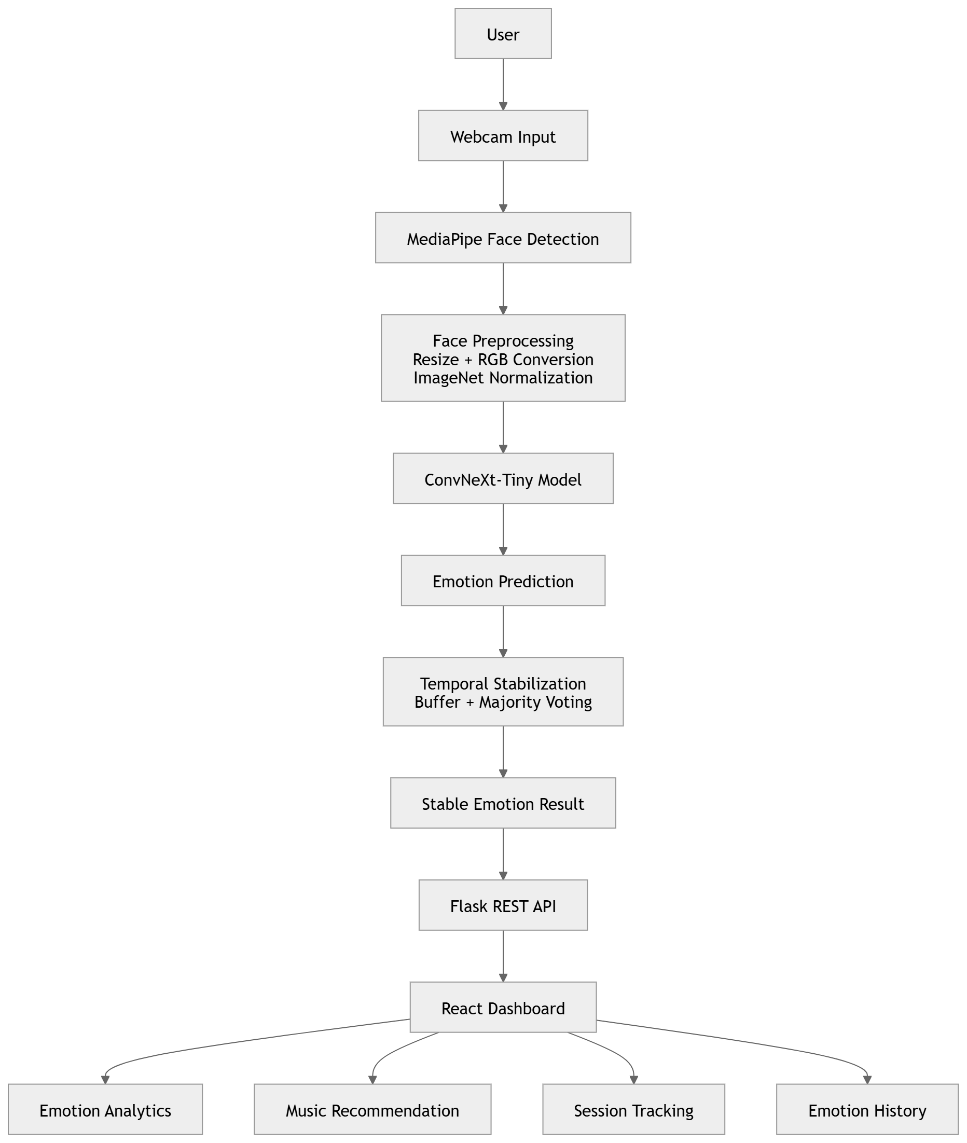 User
Webcam Input
MediaPipe Face Detection
Face Preprocessing
Resize + RGB Conversion
ImageNet Normalization
ConvNeXt-Tiny Model
Emotion Prediction
Temporal Stabilization
Buffer + Majority Voting
Stable Emotion Result
Flask REST API
React Dashboard
Emotion Analytics
Music Recommendation
Session Tracking
Emotion History